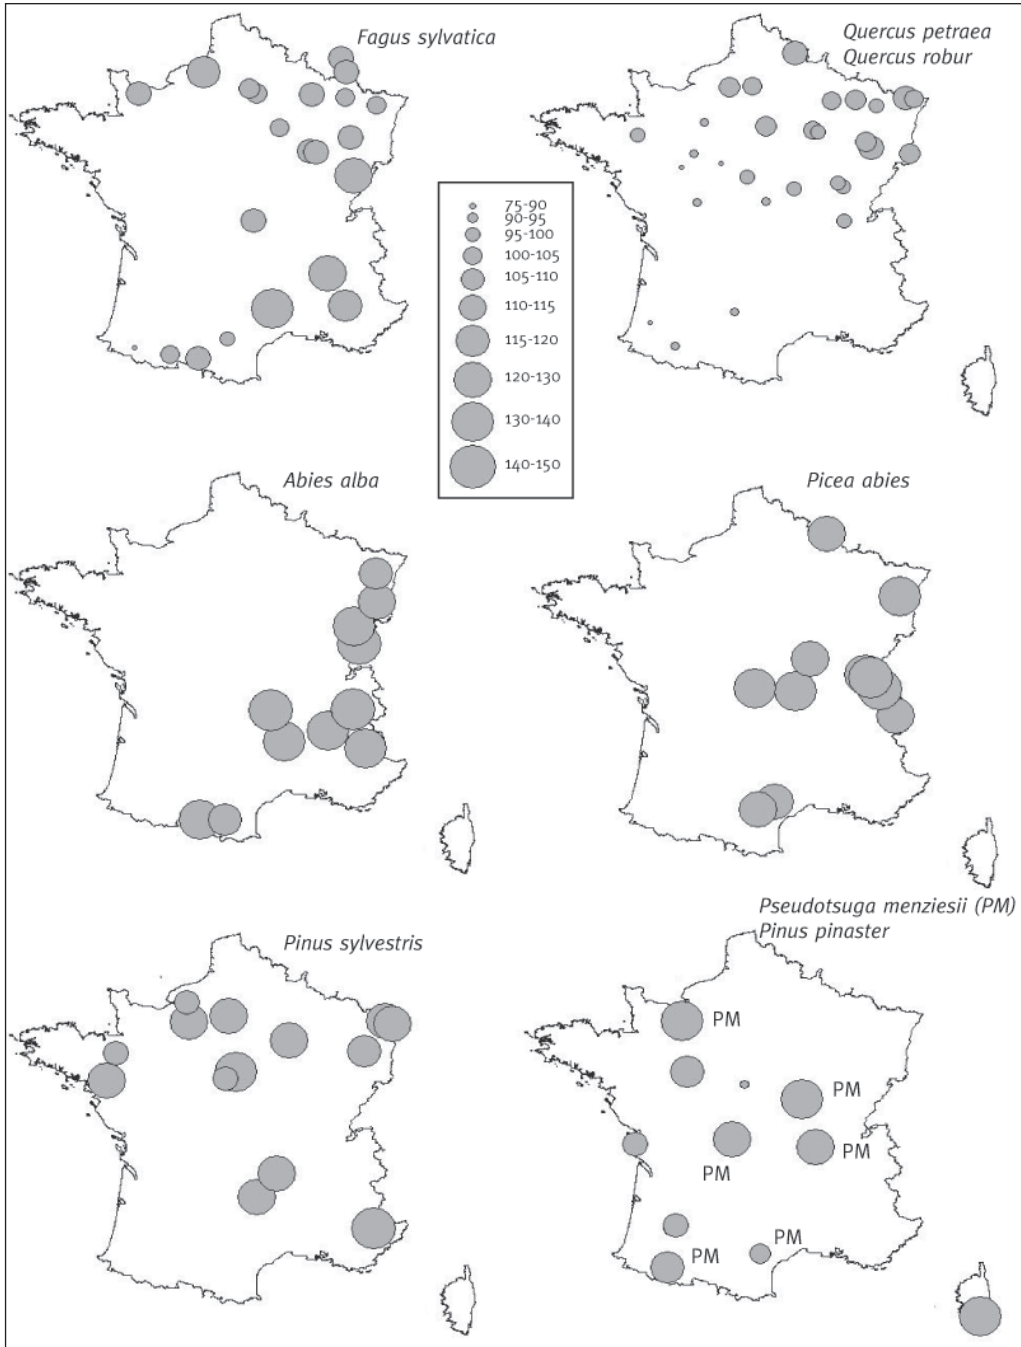 Fagus sylvatica
Quercus petraea
Quercus robur
75-90
90-95
95-100
100-105
105-110
110-115
115-120
120-130
130-140
140-150
Abies alba
Picea abies
Pinus sylvestris
Pseudotsuga menziesii (PM)
Pinus pinaster
PM
PM
PM
PM
PM
PM